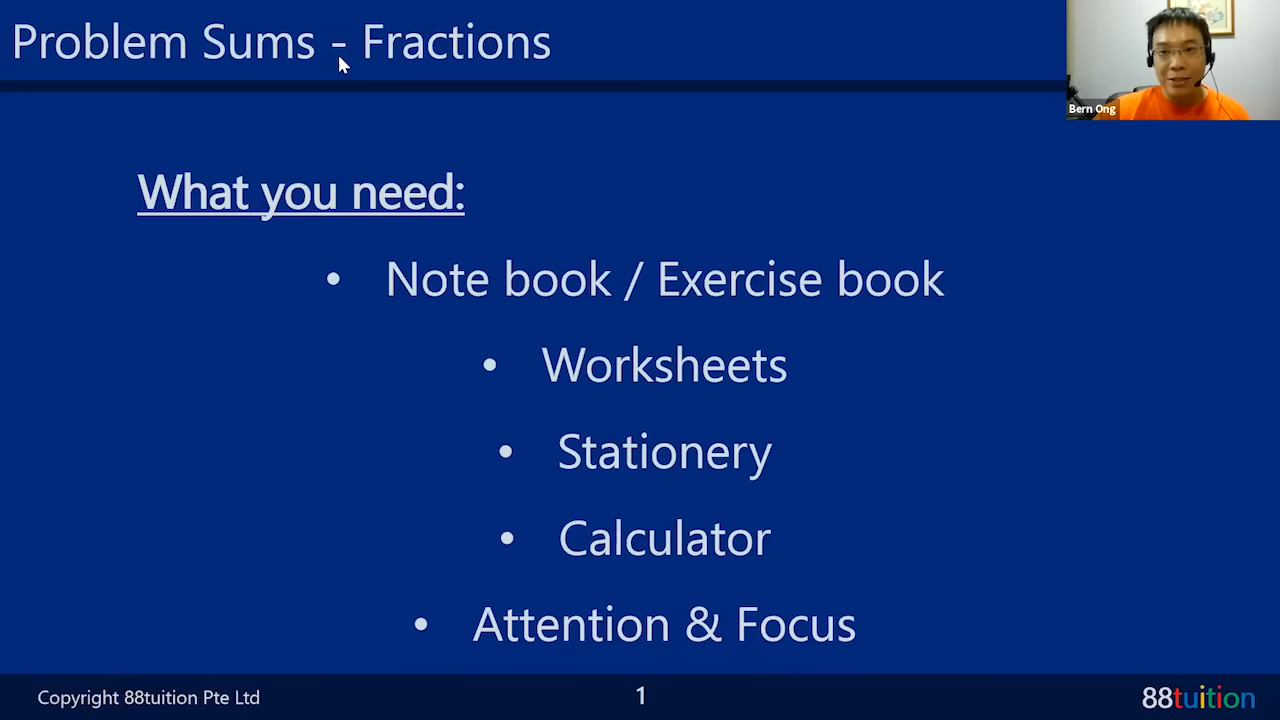 Problem Sums - Fractions
Bern Ong
What you need:
• Note book / Exercise book
• Worksheets
• Stationery
• Calculator
• Attention & Focus
Copyright 88tuition Pte Ltd
1
88tuition